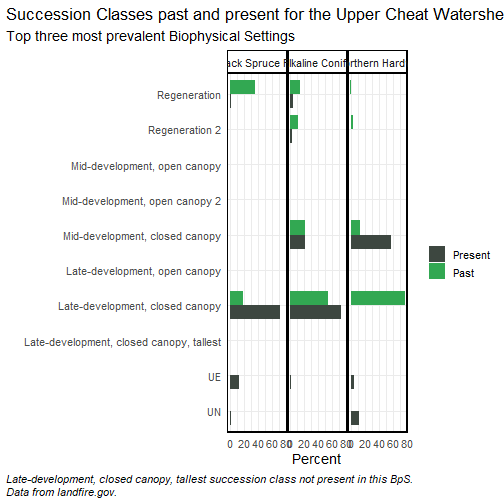 Succession Classes past and present for the Upper Cheat Watershe
Top three most prevalent Biophysical Settings
ack Spruce lkaline Conif rthern Hard
Regeneration
Regeneration 2
Mid-development, open canopy
Mid-development, open canopy 2
Mid-development, closed canopy
Late-development, open canopy
Late-development, closed canopy
Late-development, closed canopy, tallest
UE
UN
Present
Past
0 20 40 60 80 0 20 40 60 80 0 20 40 60 80
Percent
Late-development, closed canopy, tallest succession class not present in this BpS.
Data from landfire.gov.